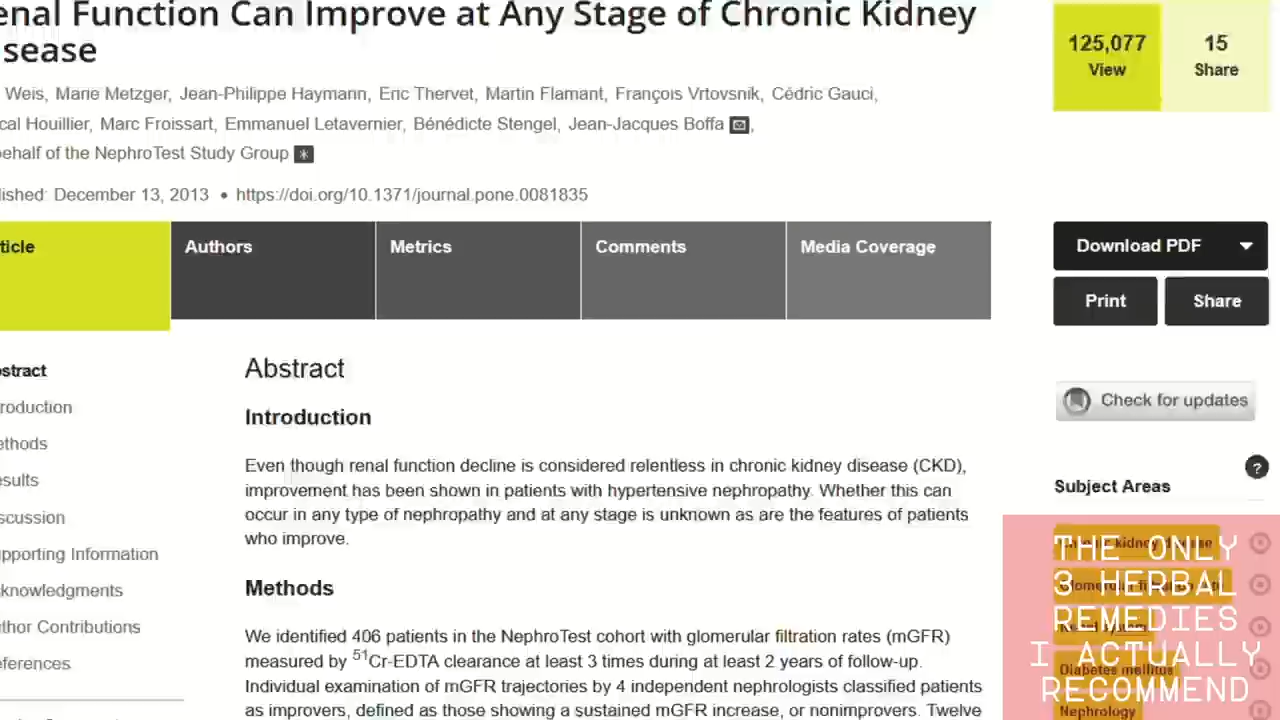 enal Function Can Improve at Any Stage of Chronic Kidney
sease
Weis, Marie Metzger, Jean-Philippe Haymann, Eric Thervet, Martin Flamant, François Vrtovsnik, Cédric Gauci,
cal Houillier, Marc Froissart, Emmanuel Letavernier, Bénédicte Stengel, Jean-Jacques Boffa ,
ehalf of the NephroTest Study Group
lished: December 13, 2013 • https://doi.org/10.1371/journal.pone.0081835
125,077
View
15
Share
ticle
Authors
Metrics
Comments
Media Coverage
Download PDF
Print
Share
Check for updates
Subject Areas
?
stract
roduction
ethods
sults
scussion
pporting Information
knowledgments
thor Contributions
eferences
Abstract
Introduction
Even though renal function decline is considered relentless in chronic kidney disease (CKD),
improvement has been shown in patients with hypertensive nephropathy. Whether this can
occur in any type of nephropathy and at any stage is unknown as are the features of patients
who improve.
Methods
We identified 406 patients in the NephroTest cohort with glomerular filtration rates (mGFR)
measured by 51Cr-EDTA clearance at least 3 times during at least 2 years of follow-up.
Individual examination of mGFR trajectories by 4 independent nephrologists classified patients
as improvers, defined as those showing a sustained mGFR increase, or nonimprovers. Twelve
THE ONLY
3 HERBAL
REMEDIES
I ACTUALLY
RECOMMEND
kidney disease
Diabetes mellitus
Nephrology